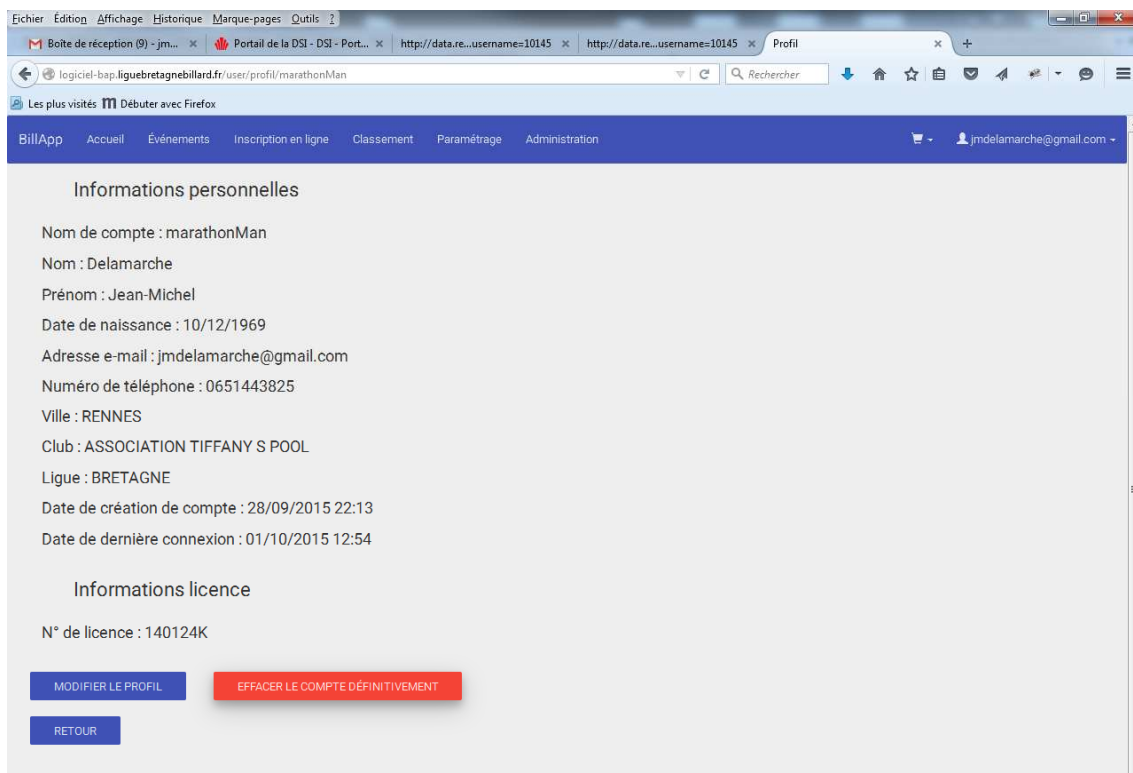 Fichier Édition Affichage Historique Marque-pages Outils ?
Boîte de réception (9) - jm... × Portail de la DSI - DSI - Port... × http://data.re...username=10145 × http://data.re...username=10145 × Profil × +
logiciel-bap.liguebretagnebillard.fr/user/profil/marathonMan Rechercher
Les plus visités Débuter avec Firefox
BillApp Accueil Événements Inscription en ligne Classement Paramétrage Administration jmdelamarche@gmail.com
Informations personnelles
Nom de compte : marathonMan
Nom : Delamarche
Prénom : Jean-Michel
Date de naissance : 10/12/1969
Adresse e-mail : jmdelamarche@gmail.com
Numéro de téléphone : 0651443825
Ville : RENNES
Club : ASSOCIATION TIFFANY S POOL
Ligue : BRETAGNE
Date de création de compte : 28/09/2015 22:13
Date de dernière connexion : 01/10/2015 12:54
Informations licence
N° de licence : 140124K
MODIFIER LE PROFIL EFFACER LE COMPTE DÉFINITIVEMENT
RETOUR